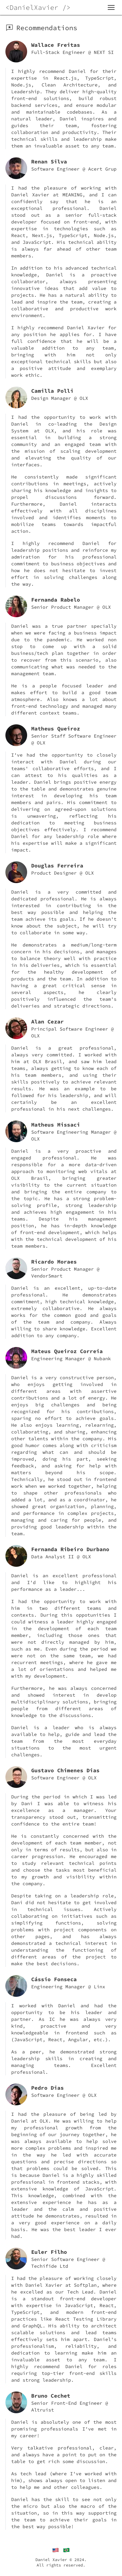 <DanielXavier />
Recommendations
Wallace Freitas
Full-Stack Engineer @ NEXT SI
I highly recommend Daniel for their
expertise in React.js, TypeScript,
Node.js, Clean Architecture, and
Leadership. They deliver high-quality
front-end solutions, build robust
backend services, and ensure scalable
and maintainable codebases. As a
natural leader, Daniel inspires and
guides their team, fostering
collaboration and productivity. Their
technical skills and leadership make
them an invaluable asset to any team.
Renan Silva
Software Engineer @ Acert Grup
I had the pleasure of working with
Daniel Xavier at MEANING, and I can
confidently say that he is an
exceptional professional. Daniel
stood out as a senior full-stack
developer focused on front-end, with
expertise in technologies such as
React, Next.js, TypeScript, Node.js,
and JavaScript. His technical ability
is always far ahead of other team
members.
In addition to his advanced technical
knowledge, Daniel is a proactive
collaborator, always presenting
innovative ideas that add value to
projects. He has a natural ability to
lead and inspire the team, creating a
collaborative and productive work
environment.
I highly recommend Daniel Xavier for
any position he applies for. I have
full confidence that he will be a
valuable addition to any team,
bringing with him not only
exceptional technical skills but also
a positive attitude and exemplary
work ethic.
Camilla Polli
Design Manager @ OLX
I had the opportunity to work with
Daniel in co-leading the Design
System at OLX, and his role was
essential in building a strong
community and an engaged team with
the mission of scaling development
and elevating the quality of our
interfaces.
He consistently made significant
contributions in meetings, always
sharing his knowledge and insights to
propel discussions forward.
Furthermore, Daniel communicates
effectively, with all disciplines
involved and identifies moments to
mobilize teams towards impactful
action.
I highly recommend Daniel for
leadership positions and reinforce my
admiration for his professional
commitment to business objectives and
how he does not hesitate to invest
effort in solving challenges along
the way.
Fernanda Rabelo
Senior Product Manager @ OLX
Daniel was a true partner specially
when we were facing a business impact
due to the pandemic. He worked non
stop to come up with a solid
business/tech plan together in order
to recover from this scenario, also
communicating what was needed to the
management team.
He is a people focused leader and
makes effort to build a good team
atmosphere. Also knows a lot about
front-end technology and managed many
different context teams.
Matheus Queiroz
Senior Staff Software Engineer
@ OLX
I've had the opportunity to closely
interact with Daniel during our
teams' collaborative efforts, and I
can attest to his qualities as a
leader. Daniel brings positive energy
to the table and demonstrates genuine
interest in developing his team
members and pairs. His commitment to
delivering on agreed-upon solutions
is unwavering, reflecting his
dedication to meeting business
objectives effectively. I recommend
Daniel for any leadership role where
his expertise will make a significant
impact.
Douglas Ferreira
Product Designer @ OLX
Daniel is a very committed and
dedicated professional. He is always
interested in contributing in the
best way possible and helping the
team achieve its goals. If he doesn't
know about the subject, he will try
to collaborate in some way.
He demonstrates a medium/long-term
concern in his decisions, and manages
to balance theory well with practice
in his deliveries, which is essential
for the healthy development of
products and the team. In addition to
having a great critical sense in
several aspects, he clearly
positively influenced the team's
deliveries and strategic directions.
Alan Cezar
Principal Software Engineer @
OLX
Daniel is a great professional,
always very committed. I worked with
him at OLX Brasil, and saw him lead
teams, always getting to know each of
his team members, and using their
skills positively to achieve relevant
results. He was an example to be
followed for his leadership, and will
certainly be an excellent
professional in this new challenges.
Matheus Missaci
Software Engineering Manager @
OLX
Daniel is a very proactive and
engaged professional. He was
responsible for a more data-driven
approach to monitoring web vitals at
OLX Brazil, bringing greater
visibility to the current situation
and bringing the entire company to
the topic. He has a strong problem-
solving profile, strong leadership
and achieves high engagement in his
teams. Despite his management
position, he has in-depth knowledge
of front-end development, which helps
with the technical development of the
team members.
Ricardo Moraes
Senior Product Manager @
VendorSmart
Daniel is an excellent, up-to-date
professional. He demonstrates
commitment, high technical knowledge,
extremely collaborative. He always
works for the common good and goals
of the team and company. Always
willing to share knowledge. Excellent
addition to any company.
Mateus Queiroz Correia
Engineering Manager @ Nubank
Daniel is a very constructive person,
who enjoys getting involved in
different areas with assertive
contributions and a lot of energy. He
enjoy big challenges and being
recognized for his contributions,
sparing no effort to achieve goals.
He also enjoys learning, relearning,
collaborating, and sharing, enhancing
other talents within the company. His
good humor comes along with criticism
regarding what can and should be
improved, doing his part, seeking
feedback, and asking for help with
matters beyond his scope.
Technically, he stood out in frontend
work when we worked together, helping
to shape other professionals who
added a lot, and as a coordinator, he
showed great organisation, planning,
and performance in complex projects,
managing and caring for people, and
providing good leadership within the
team.
Fernanda Ribeiro Durbano
Data Analyst II @ OLX
Daniel is an excellent professional
and I'd like to highlight his
performance as a leader...
I had the opportunity to work with
him in two different teams and
contexts. During this opportunities I
could witness a leader highly engaged
in the development of each team
member, including those ones that
were not directly managed by him,
such as me. Even during the period we
were not on the same team, we had
recurrent meetings, where he gave me
a lot of orientations and helped me
with my development.
Furthermore, he was always concerned
and showed interest in develop
multidisciplinary solutions, bringing
people from different areas of
knowledge to the discussions.
Daniel is a leader who is always
available to help, guide and lead the
team from the most everyday
situations to the most urgent
challenges.
Gustavo Chimenes Dias
Software Engineer @ OLX
During the period in which I was led
by Dan! I was able to witness his
excellence as a manager. Your
transparency stood out, transmitting
confidence to the entire team!
He is constantly concerned with the
development of each team member, not
only in terms of results, but also in
career progression. He encouraged me
to study relevant technical points
and choose the tasks most beneficial
to my growth and visibility within
the company.
Despite taking on a leadership role,
Dani did not hesitate to get involved
in technical issues. Actively
collaborating on initiatives such as
simplifying functions, solving
problems with project components and
other pages, and has always
demonstrated a technical interest in
understanding the functioning of
different areas of the project to
make the best decisions.
Cássio Fonseca
Engineering Manager @ Linx
I worked with Daniel and had the
opportunity to be his leader and
partner. As IC he was always very
kind, proactive and very
knowledgeable in frontend such as
(JavaScript, React, Angular, etc..).
As a peer, he demonstrated strong
leadership skills in creating and
managing teams. Excellent
professional.
Pedro Dias
Software Engineer @ OLX
I had the pleasure of being led by
Daniel at OLX. He was willing to help
my professional growth from the
beginning of our journey together, he
was always available to help solve
more complex problems and inspired me
in the way he led with accurate
questions and precise directions so
that problems could be solved. This
is because Daniel is a highly skilled
professional in frontend stacks, with
extensive knowledge of JavaScript.
This knowledge, combined with the
extensive experience he has as a
leader and the calm and positive
attitude he demonstrates, resulted in
a very good experience on a daily
basis. He was the best leader I ever
had.
Euler Filho
Senior Software Engineer @
Techifide Ltd
I had the pleasure of working closely
with Daniel Xavier at Softplan, where
he excelled as our Tech Lead. Daniel
is a standout front-end developer
with expertise in JavaScript, React,
TypeScript, and modern front-end
practices like React Testing Library
and GraphQL. His ability to architect
scalable solutions and lead teams
effectively sets him apart. Daniel's
professionalism, reliability, and
dedication to learning make him an
invaluable asset to any team. I
highly recommend Daniel for roles
requiring top-tier front-end skills
and strong leadership.
Bruno Cechet
Senior Front-End Engineer @
Altruist
Daniel is absolutely one of the most
promising professionals I've met in
my career!
Very talkative professional, clear,
and always have a point to put on the
table to get rich some discussion.
As tech lead (where I've worked with
him), shows always open to listen and
to help me and other colleagues.
Daniel has the skill to see not only
the micro but also the macro of the
situation, so in this way supporting
the team to achieve their goals in
the best way possible!
Daniel Xavier © 2024.
All rights reserved.